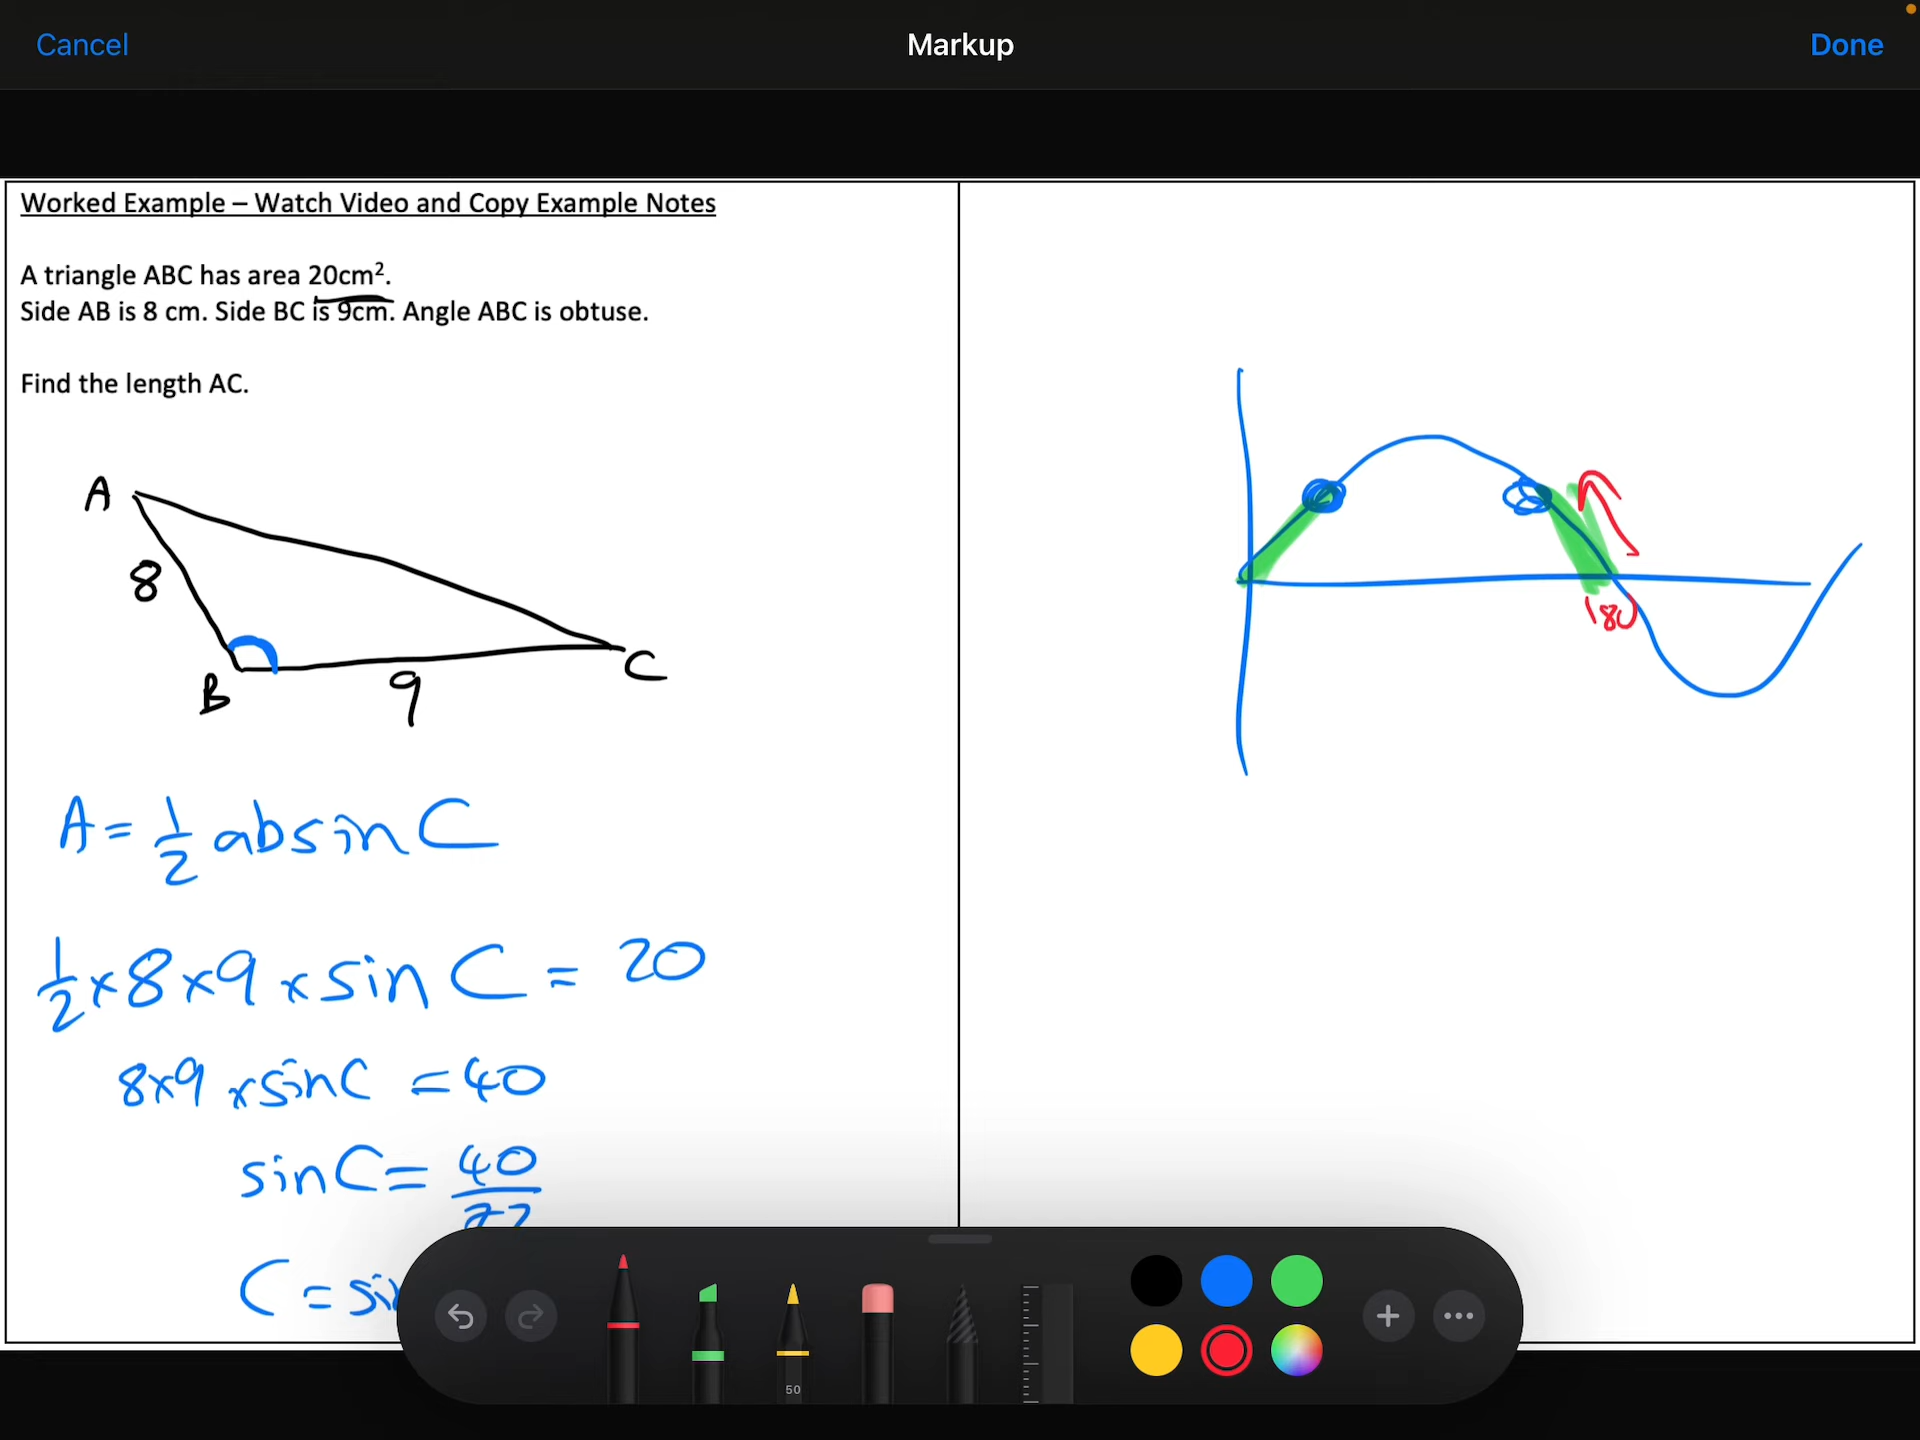 Cancel
Markup
Done
Worked Example – Watch Video and Copy Example Notes
A triangle ABC has area 20cm².
Side AB is 8 cm. Side BC is 9cm. Angle ABC is obtuse.
Find the length AC.
A
8
B
9
C
180
A = 1/2 absinC
1/2 × 8 × 9 × sin C = 20
8×9 × sinC = 40
sin C = 40/72
C = sin
50